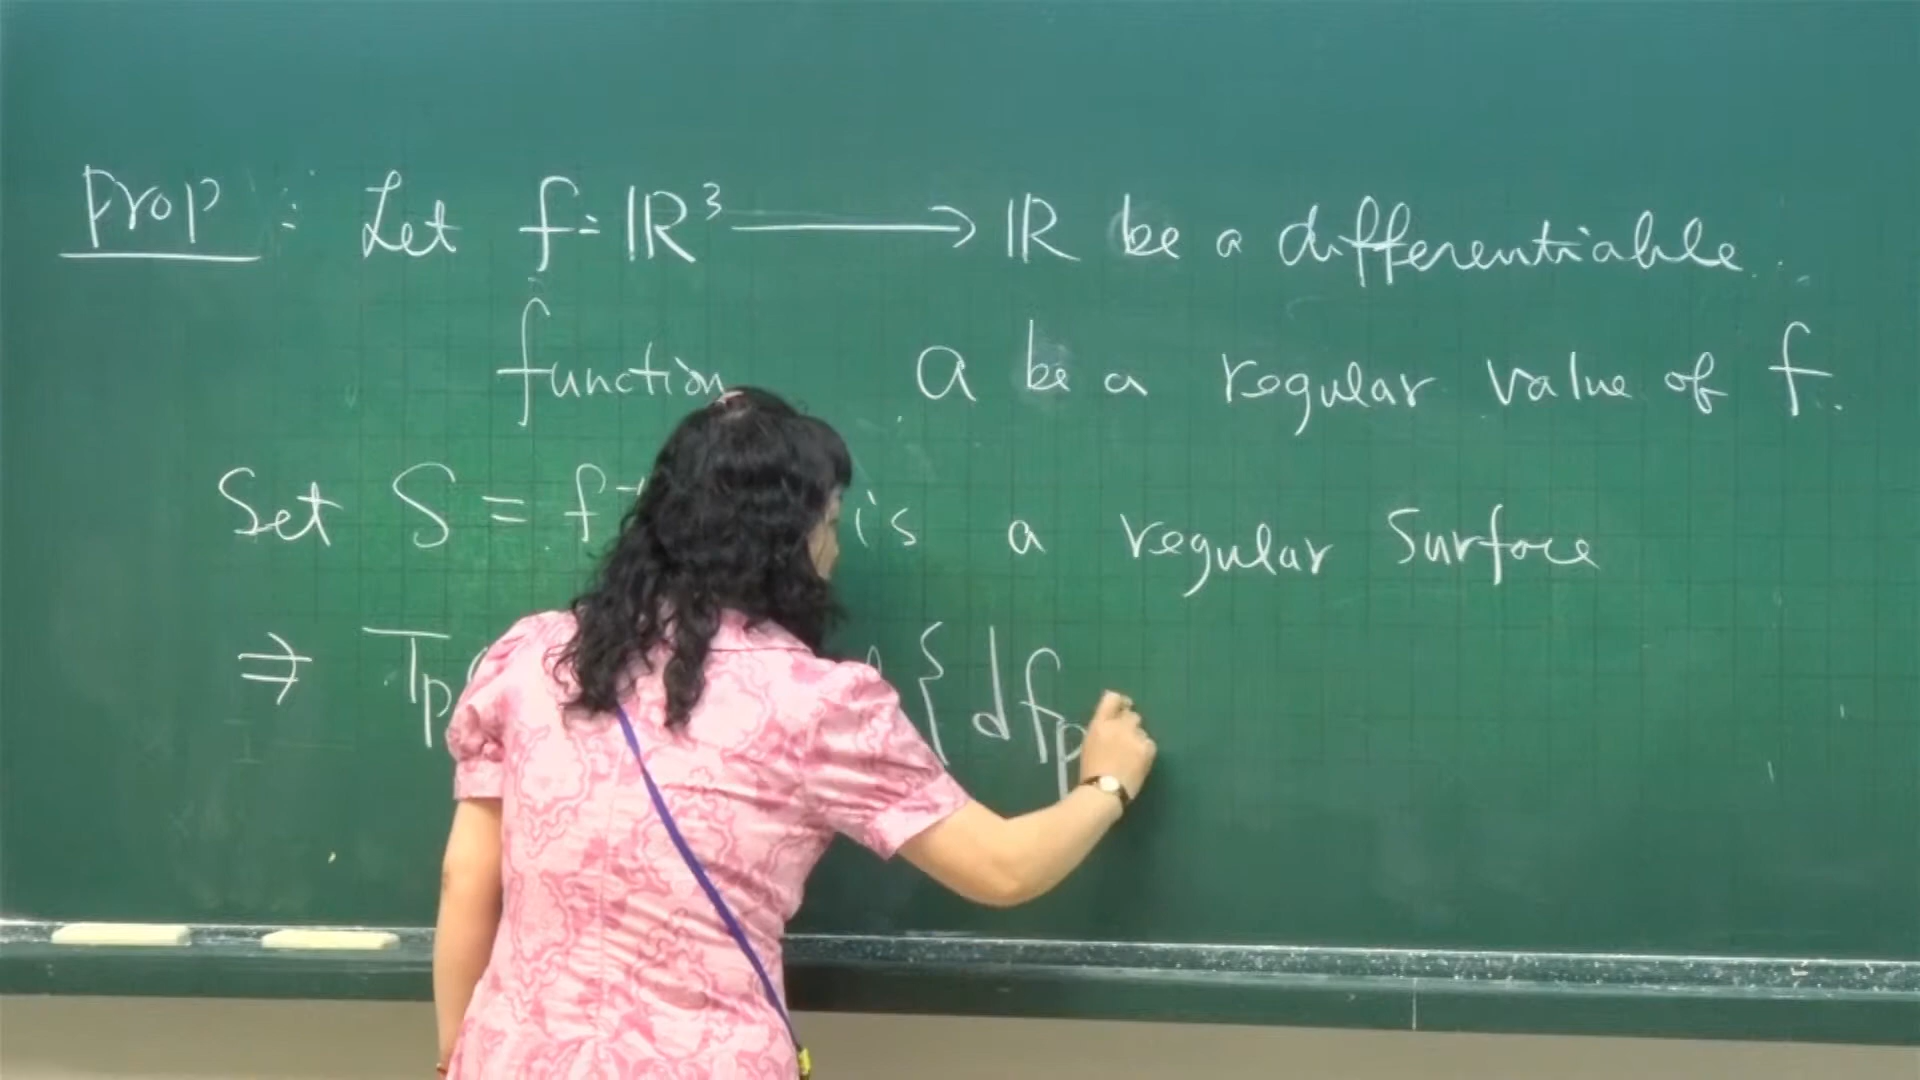 Prop : Let f: ℝ³ ⟶ ℝ be a differentiable
function a be a regular value of f.
Set S = f⁻ is a regular surface
⇒ Tp( { dfp